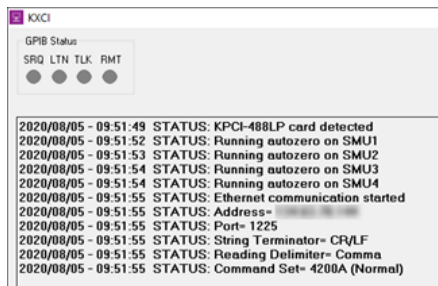 KXCI
GPIB Status
SRQ LTN TLK RMT
2020/08/05 - 09:51:49 STATUS: KPCI-488LP card detected
2020/08/05 - 09:51:52 STATUS: Running autozero on SMU1
2020/08/05 - 09:51:53 STATUS: Running autozero on SMU2
2020/08/05 - 09:51:54 STATUS: Running autozero on SMU3
2020/08/05 - 09:51:54 STATUS: Running autozero on SMU4
2020/08/05 - 09:51:55 STATUS: Ethernet communication started
2020/08/05 - 09:51:55 STATUS: Address=
2020/08/05 - 09:51:55 STATUS: Port= 1225
2020/08/05 - 09:51:55 STATUS: String Terminator= CR/LF
2020/08/05 - 09:51:55 STATUS: Reading Delimiter= Comma
2020/08/05 - 09:51:55 STATUS: Command Set= 4200A (Normal)